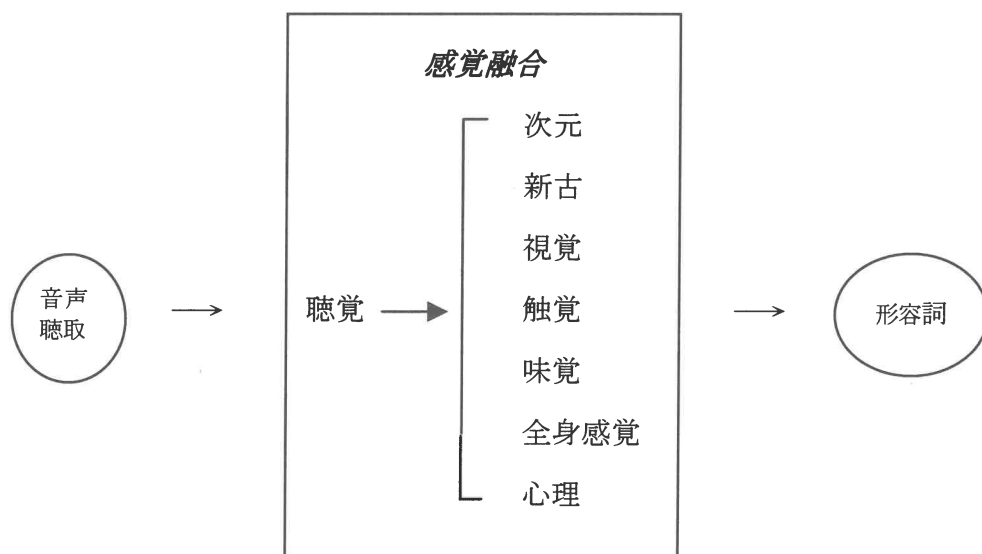 感覚融合
音声
聴取
→
聴覚
次元
新古
視覚
触覚
味覚
全身感覚
心理
→
形容詞